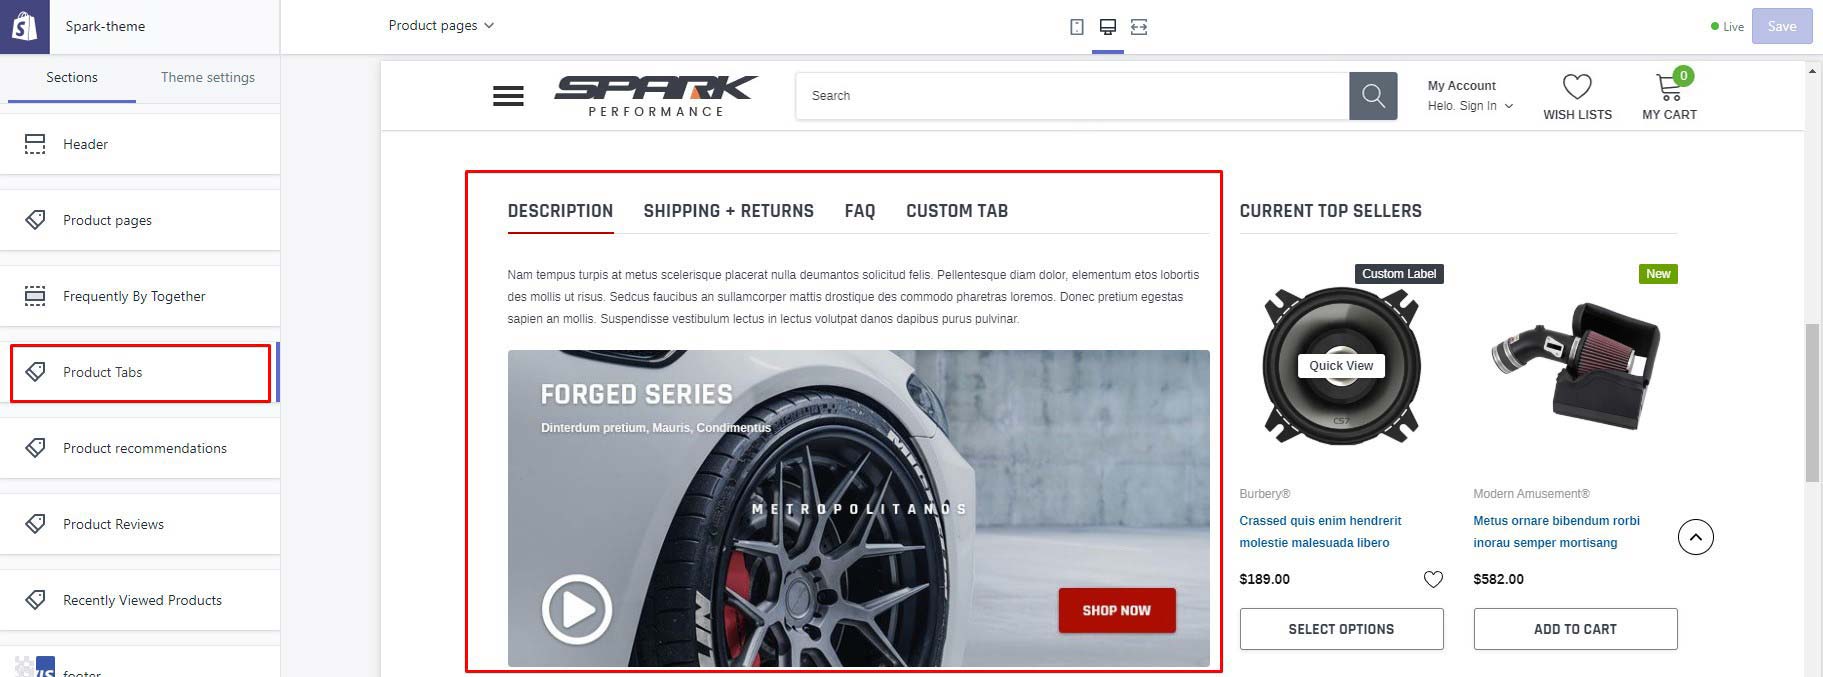 Spark-theme
Product pages
Live
Save
Sections
Theme settings
Header
Product pages
Frequently By Together
Product Tabs
Product recommendations
Product Reviews
Recently Viewed Products
footer
SPARK
PERFORMANCE
Search
My Account
Helo. Sign In
WISH LISTS
0
MY CART
DESCRIPTION
SHIPPING + RETURNS
FAQ
CUSTOM TAB
Nam tempus turpis at metus scelerisque placerat nulla deumantos solicitud felis. Pellentesque diam dolor, elementum etos lobortis
des mollis ut risus. Sedcus faucibus an sullamcorper mattis drostique des commodo pharetras loremos. Donec pretium egestas
sapien an mollis. Suspendisse vestibulum lectus in lectus volutpat danos dapibus purus pulvinar.
FORGED SERIES
Dinterdum pretium, Mauris, Condimentus
METROPOLITANOS
SHOP NOW
CURRENT TOP SELLERS
Custom Label
Quick View
New
Burbery®
Crassed quis enim hendrerit
molestie malesuada libero
$189.00
SELECT OPTIONS
Modern Amusement®
Metus ornare bibendum rorbi
inorau semper mortisang
$582.00
ADD TO CART